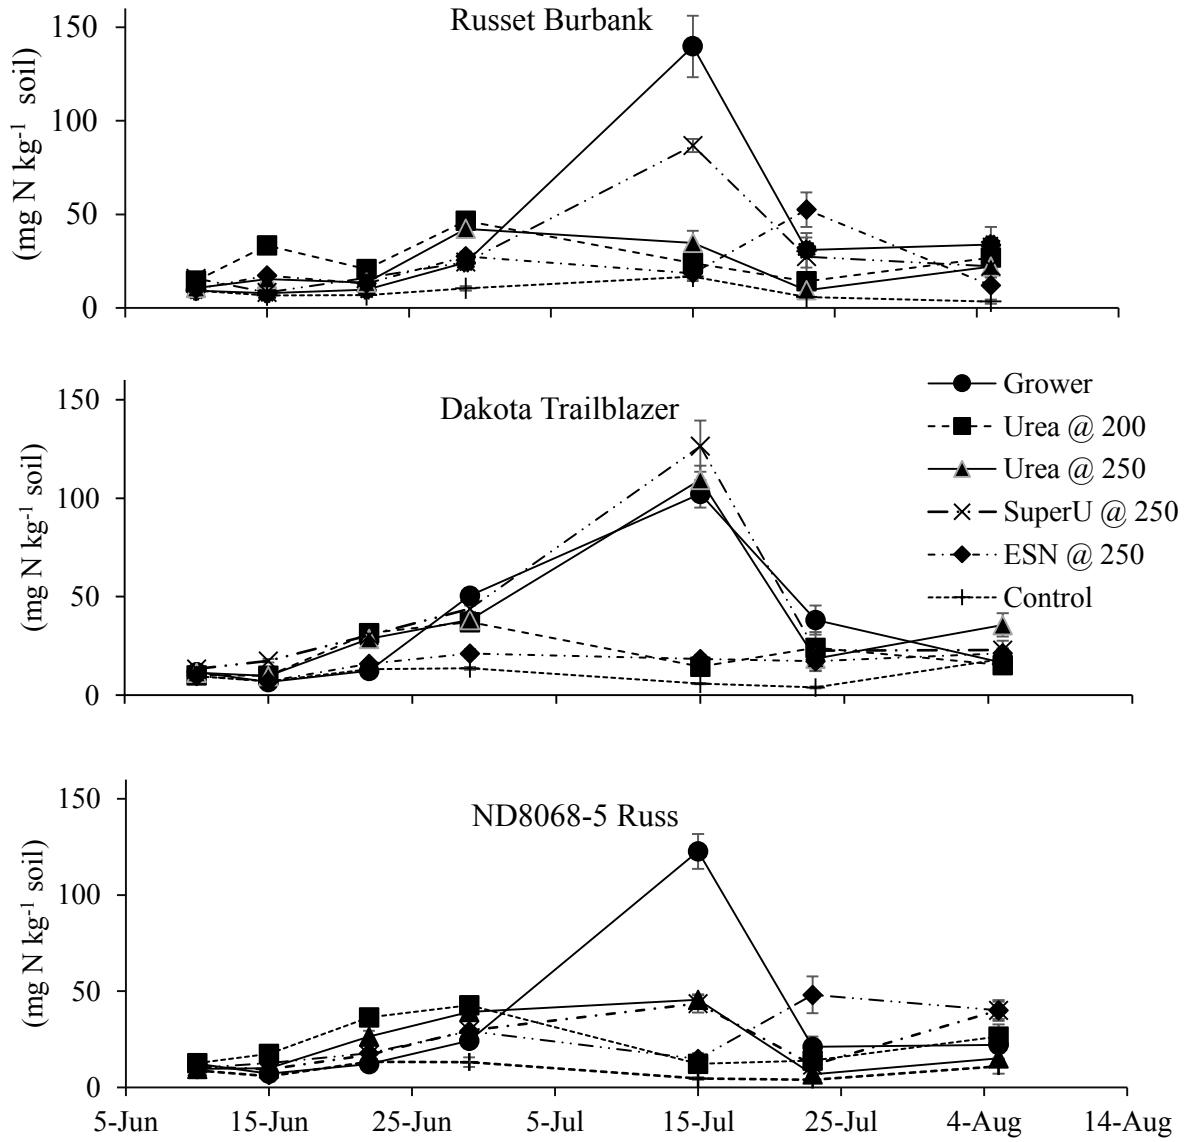 Russet Burbank
(mg N kg-1 soil)
150
100
50
0
Dakota Trailblazer
(mg N kg-1 soil)
150
100
50
0
Grower
Urea @ 200
Urea @ 250
SuperU @ 250
ESN @ 250
Control
ND8068-5 Russ
(mg N kg-1 soil)
150
100
50
0
5-Jun 15-Jun 25-Jun 5-Jul 15-Jul 25-Jul 4-Aug 14-Aug